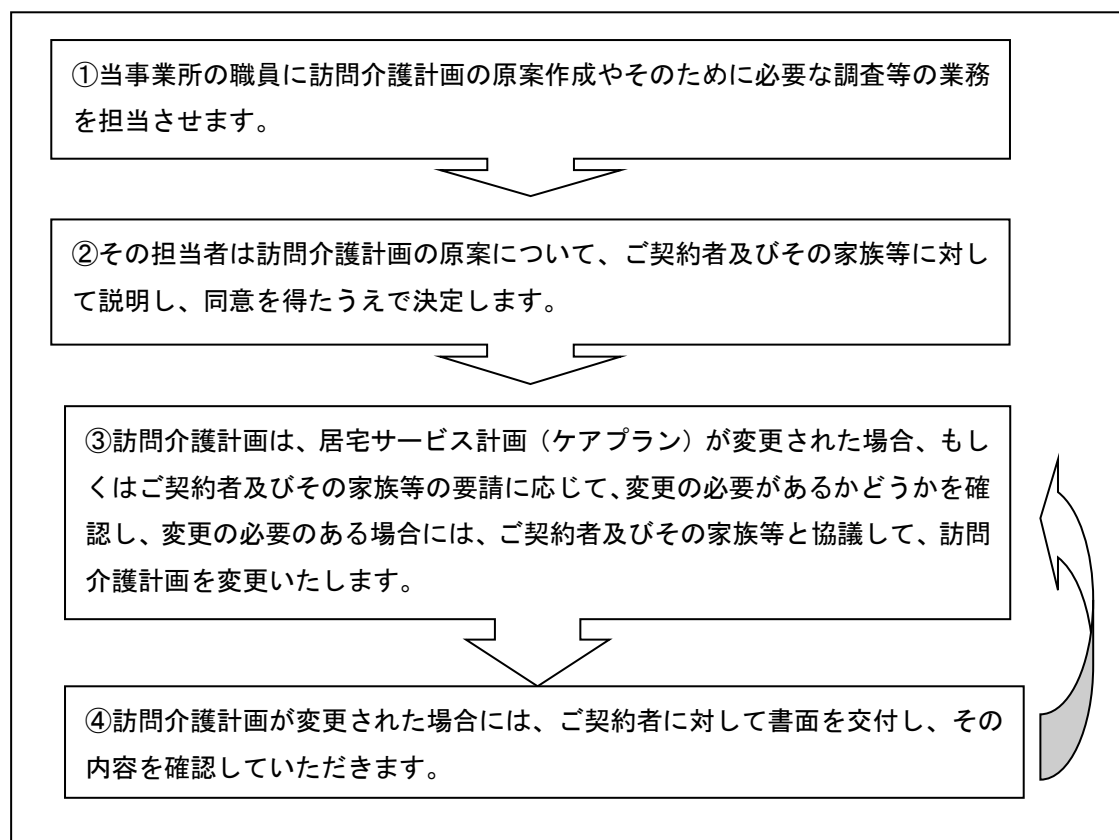 ①当事業所の職員に訪問介護計画の原案作成やそのために必要な調査等の業務
を担当させます。
②その担当者は訪問介護計画の原案について、ご契約者及びその家族等に対し
て説明し、同意を得たうえで決定します。
③訪問介護計画は、居宅サービス計画（ケアプラン）が変更された場合、もし
くはご契約者及びその家族等の要請に応じて、変更の必要があるかどうかを確
認し、変更の必要のある場合には、ご契約者及びその家族等と協議して、訪問
介護計画を変更いたします。
④訪問介護計画が変更された場合には、ご契約者に対して書面を交付し、その
内容を確認していただきます。